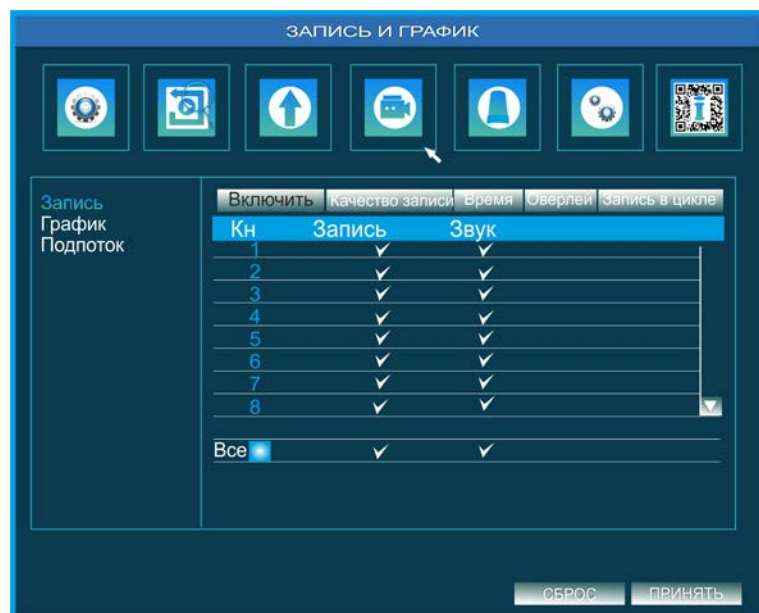 ЗАПИСЬ И ГРАФИК
Запись
График
Подпоток
Включить Качество записи Время Оверлей Запись в цикле
Кн Запись Звук
1
2
3
4
5
6
7
8
Все
СБРОС ПРИНЯТЬ